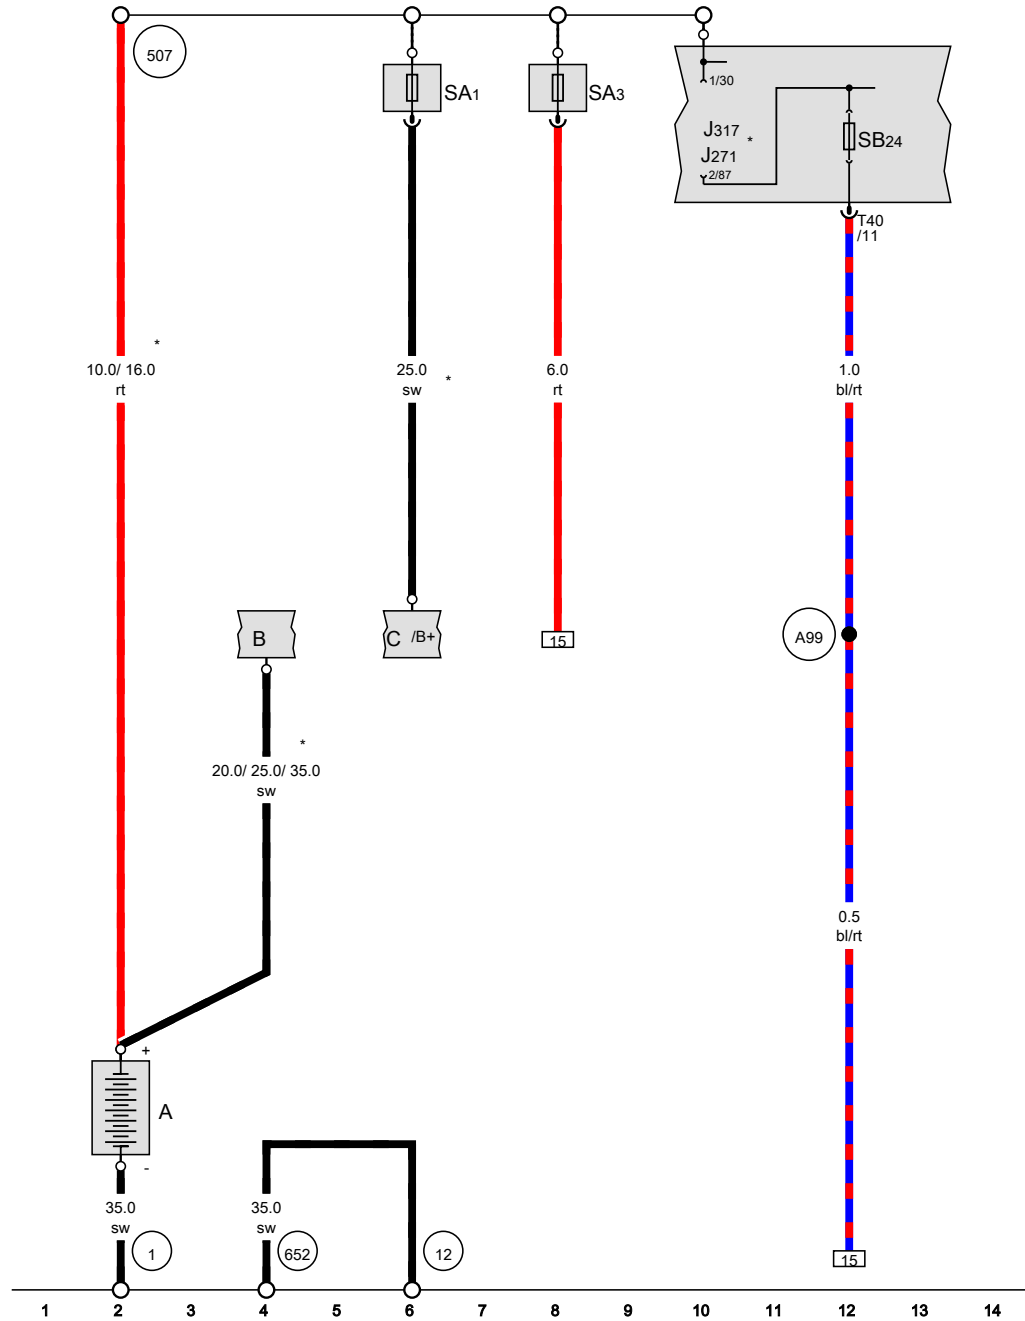 507
SA1
SA3
1/30
J317
*
J271
2/87
SB24
T40
/11
*
10.0/ 16.0
rt
25.0
sw
*
6.0
rt
1.0
bl/rt
B
C /B+
15
A99
*
20.0/ 25.0/ 35.0
sw
0.5
bl/rt
+
A
-
35.0
sw
1
35.0
sw
652
12
15
1 2 3 4 5 6 7 8 9 10 11 12 13 14